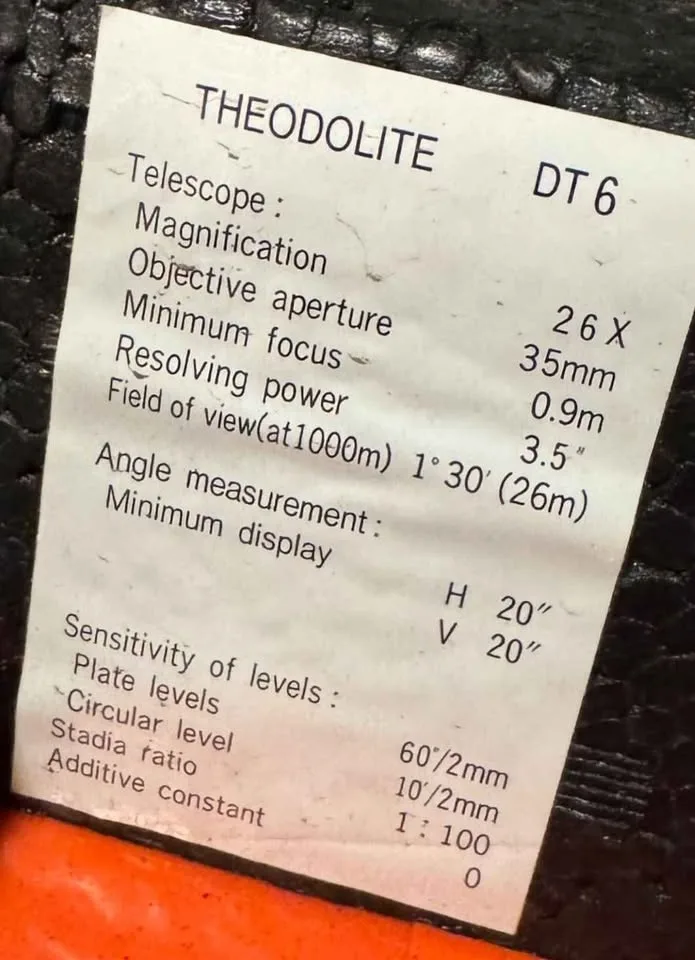 THEODOLITE DT 6
Telescope :
Magnification 26 X
Objective aperture 35mm
Minimum focus 0.9m
Resolving power 3.5"
Field of view(at1000m) 1° 30′ (26m)
Angle measurement :
Minimum display
H 20″
V 20″
Sensitivity of levels :
Plate levels 60″/2mm
Circular level 10′/2mm
Stadia ratio 1 : 100
Additive constant 0